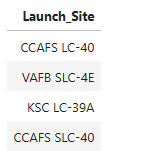 Launch_Site
CCAFS LC-40
VAFB SLC-4E
KSC LC-39A
CCAFS SLC-40